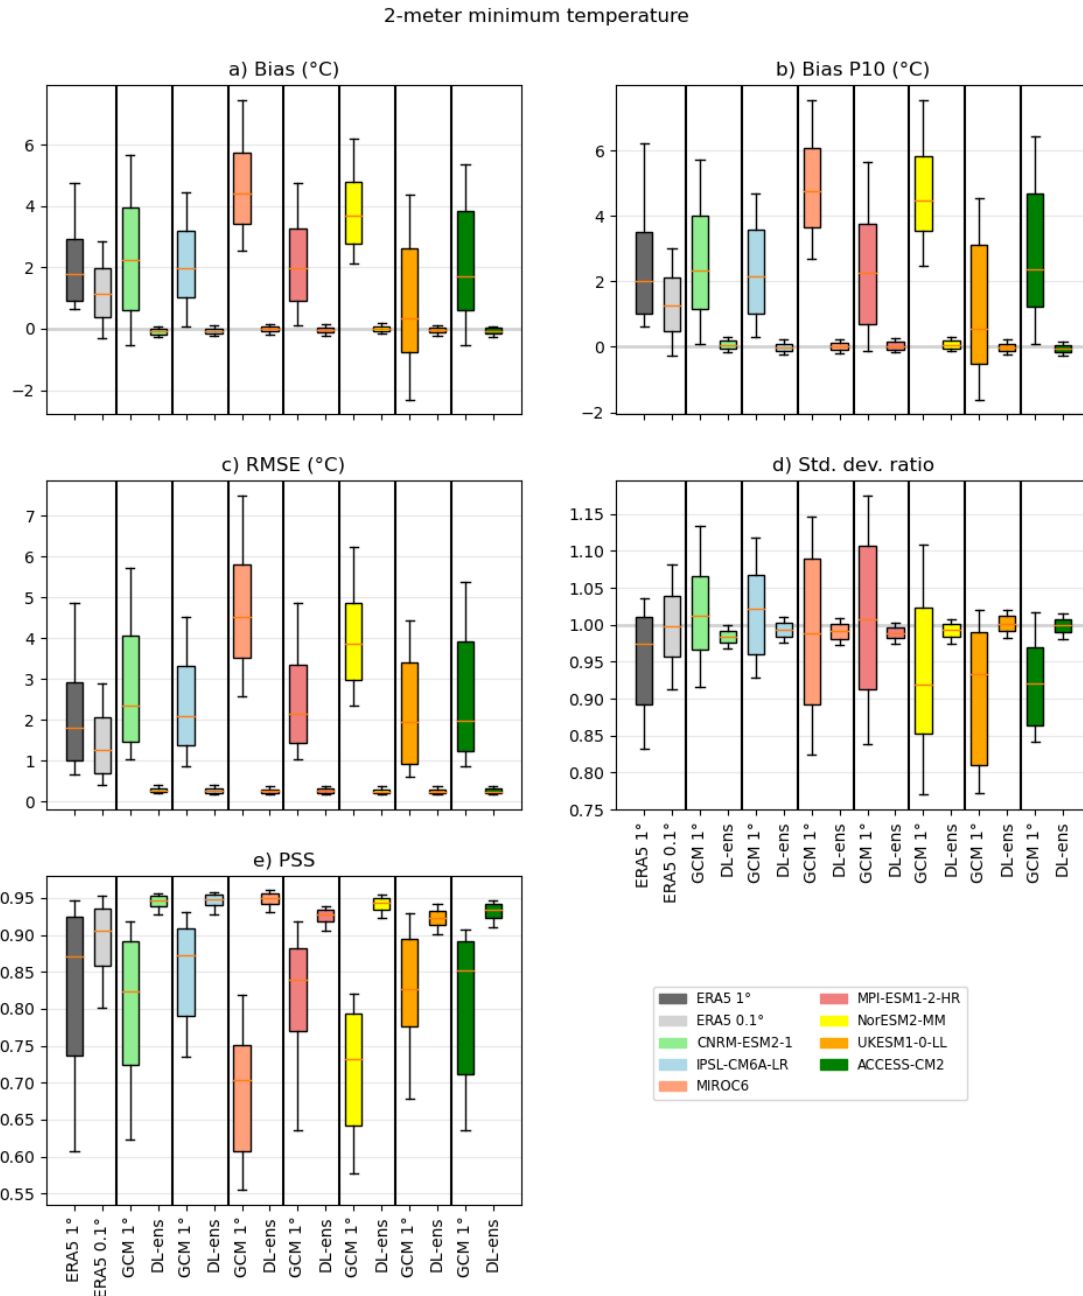 2-meter minimum temperature
a) Bias (°C)
6
4
2
0
−2
b) Bias P10 (°C)
6
4
2
0
−2
c) RMSE (°C)
7
6
5
4
3
2
1
0
d) Std. dev. ratio
1.15
1.10
1.05
1.00
0.95
0.90
0.85
0.80
0.75
ERA5 1°
ERA5 0.1°
GCM 1°
DL-ens
GCM 1°
DL-ens
GCM 1°
DL-ens
GCM 1°
DL-ens
GCM 1°
DL-ens
GCM 1°
DL-ens
GCM 1°
DL-ens
e) PSS
0.95
0.90
0.85
0.80
0.75
0.70
0.65
0.60
0.55
ERA5 1°
ERA5 0.1°
GCM 1°
DL-ens
GCM 1°
DL-ens
GCM 1°
DL-ens
GCM 1°
DL-ens
GCM 1°
DL-ens
GCM 1°
DL-ens
GCM 1°
DL-ens
ERA5 1°
ERA5 0.1°
CNRM-ESM2-1
IPSL-CM6A-LR
MIROC6
MPI-ESM1-2-HR
NorESM2-MM
UKESM1-0-LL
ACCESS-CM2